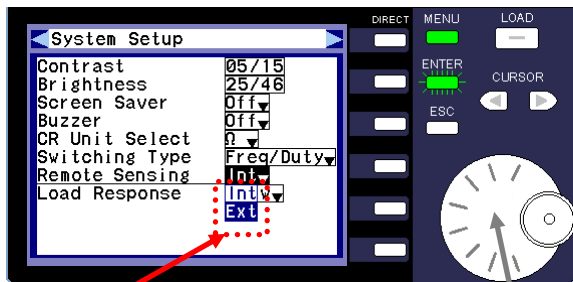 DIRECT
MENU
LOAD
System Setup
Contrast 05/15
Brightness 25/46
Screen Saver Off
Buzzer Off
CR Unit Select Ω
Switching Type Freq/Duty
Remote Sensing Int
Load Response Int w
Ext
ENTER
CURSOR
ESC